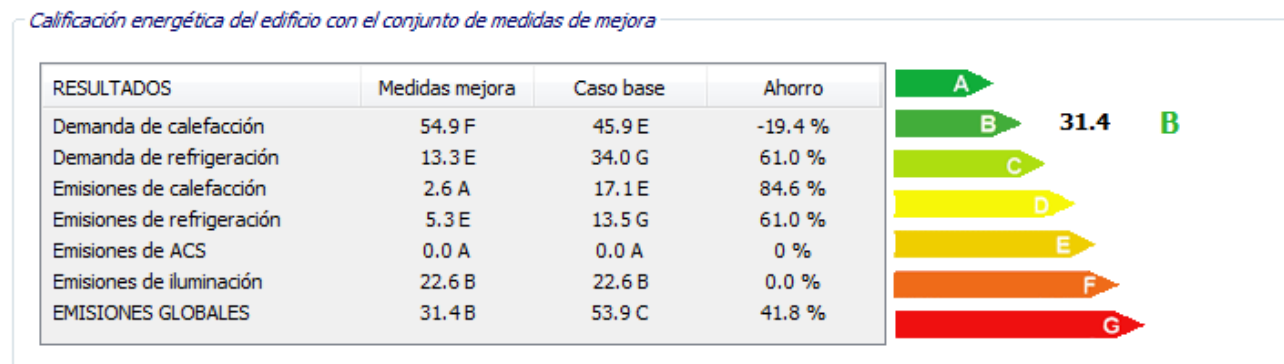 Calificación energética del edificio con el conjunto de medidas de mejora
RESULTADOS Medidas mejora Caso base Ahorro
Demanda de calefacción 54.9 F 45.9 E -19.4 %
Demanda de refrigeración 13.3 E 34.0 G 61.0 %
Emisiones de calefacción 2.6 A 17.1 E 84.6 %
Emisiones de refrigeración 5.3 E 13.5 G 61.0 %
Emisiones de ACS 0.0 A 0.0 A 0 %
Emisiones de iluminación 22.6 B 22.6 B 0.0 %
EMISIONES GLOBALES 31.4 B 53.9 C 41.8 %
A
B 31.4 B
C
D
E
F
G